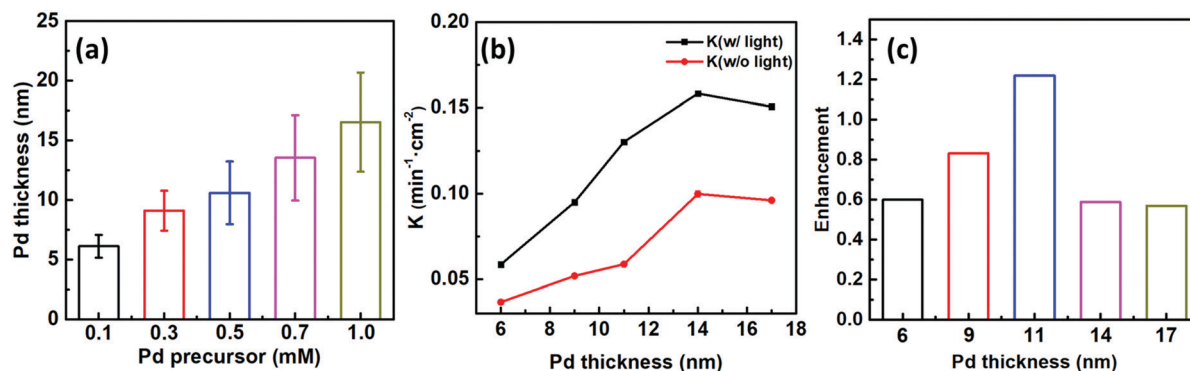 (a)
Pd thickness (nm)
25
20
15
10
5
0
0.1 0.3 0.5 0.7 1.0
Pd precursor (mM)
(b)
K(w/ light)
K(w/o light)
K (min⁻¹·cm⁻²)
0.20
0.15
0.10
0.05
6 8 10 12 14 16 18
Pd thickness (nm)
(c)
Enhancement
1.4
1.2
0.8
0.6
0.4
0.2
0.0
6 9 11 14 17
Pd thickness (nm)